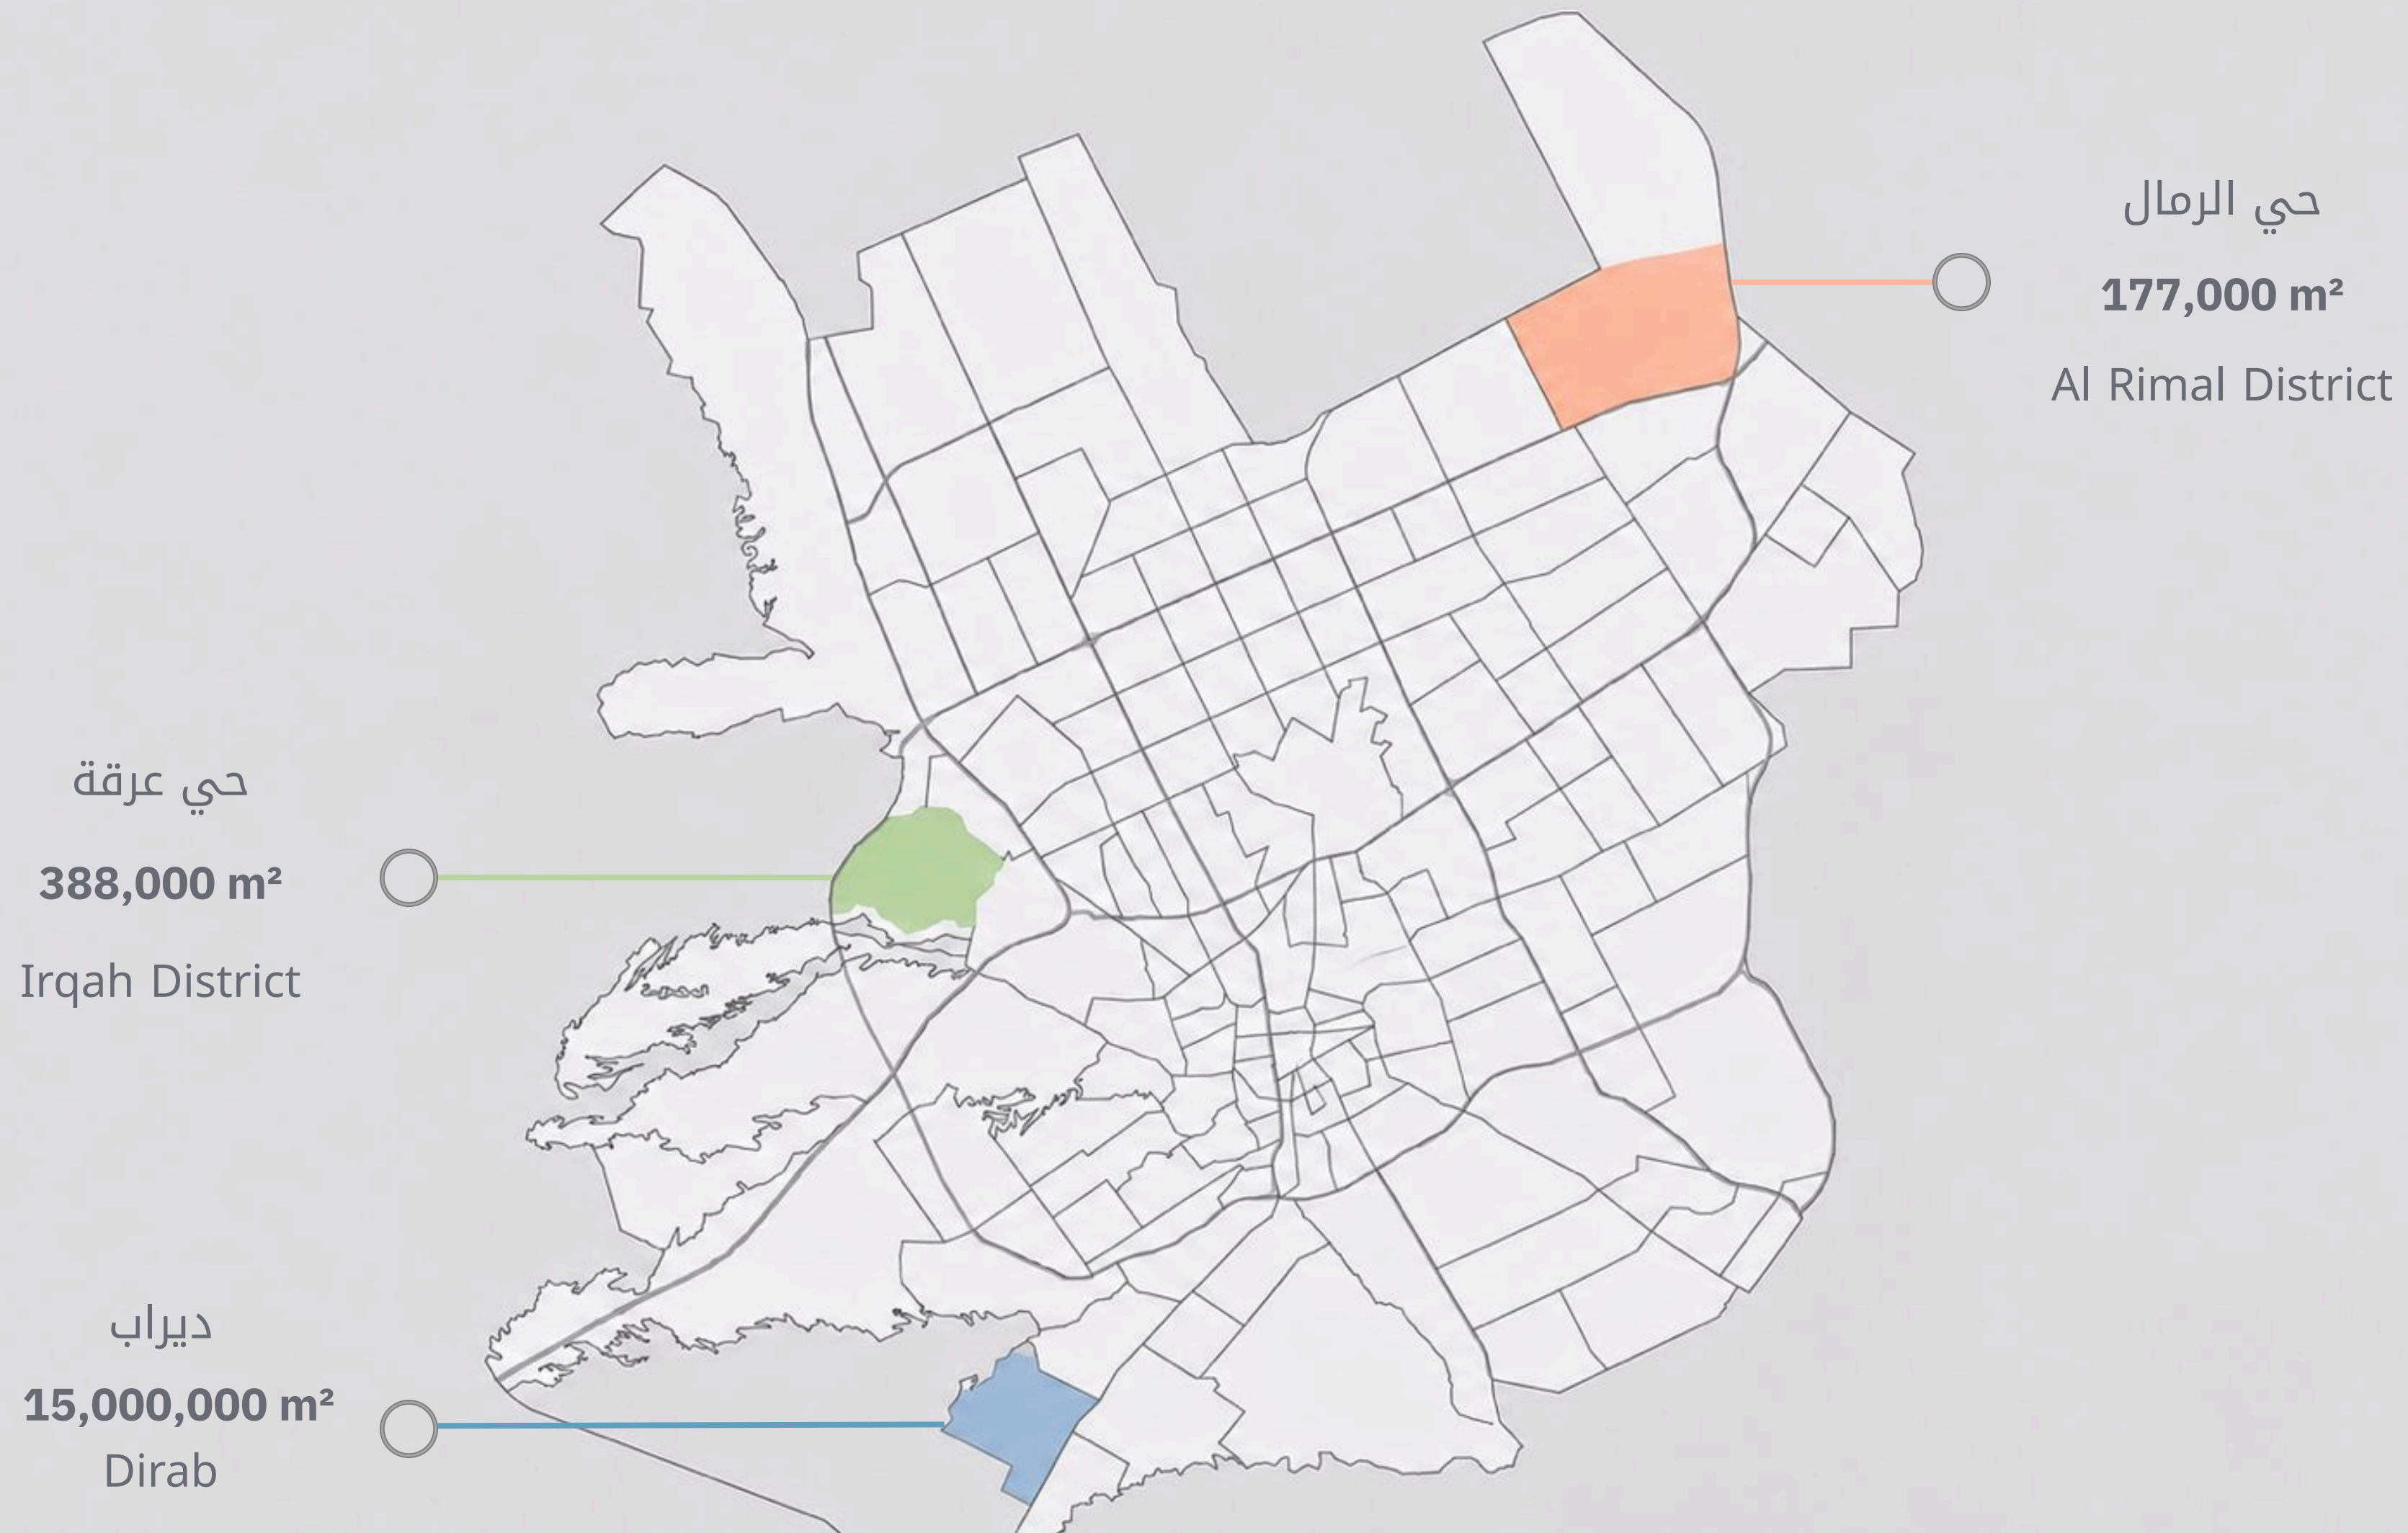 حي الرمال
177,000 m²
Al Rimal District
حي عرقة
388,000 m²
Irqah District
ديراب
15,000,000 m²
Dirab